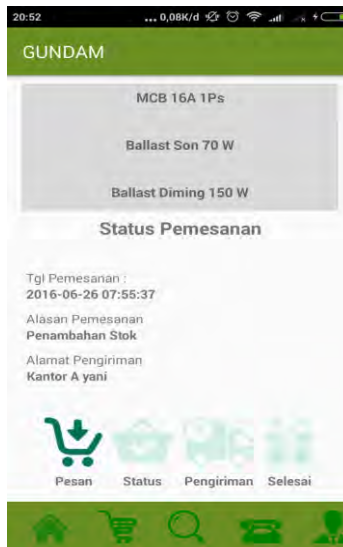 20:52 ... 0,08K/d
GUNDAM
MCB 16A 1Ps
Ballast Son 70 W
Ballast Diming 150 W
Status Pemesanan
Tgl Pemesanan :
2016-06-26 07:55:37
Alasan Pemesanan
Penambahan Stok
Alamat Pengiriman
Kantor A yani
Pesan Status Pengiriman Selesai